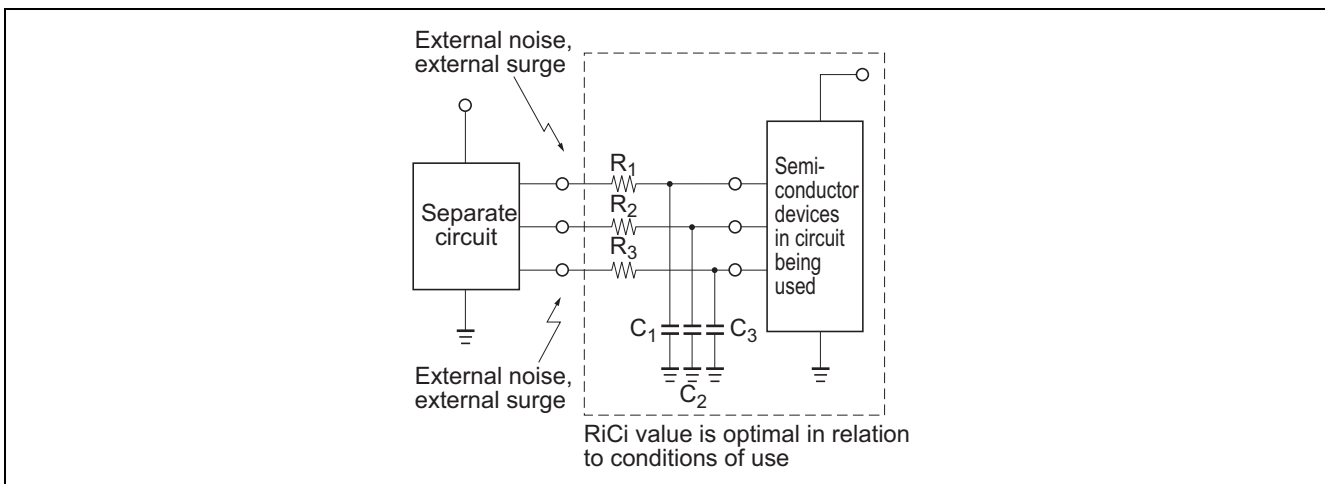 External noise,
external surge
R1
R2
R3
Separate
circuit
Semi-
conductor
devices
in circuit
being
used
C1
C3
C2
External noise,
external surge
RiCi value is optimal in relation
to conditions of use